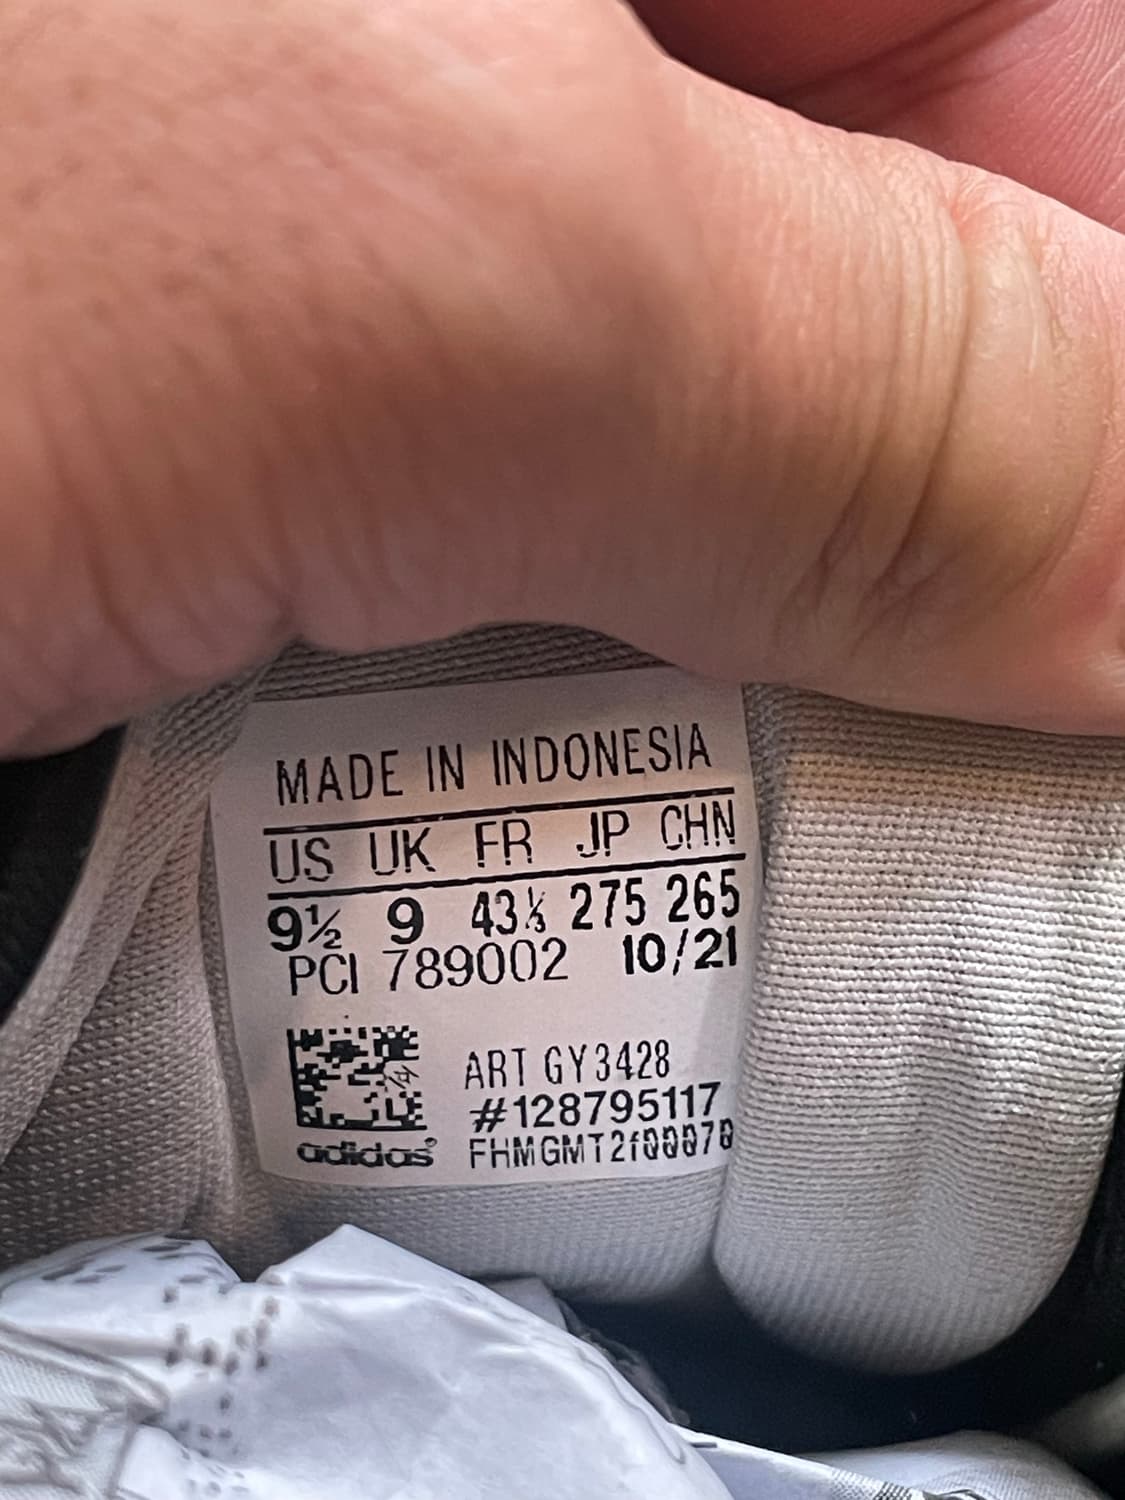 MADE IN INDONESIA
US UK FR JP CHN
9½ 9 43⅓ 275 265
PCI 789002 10/21
ART GY3428
#128795117
adidas® FHMGMT2f00070